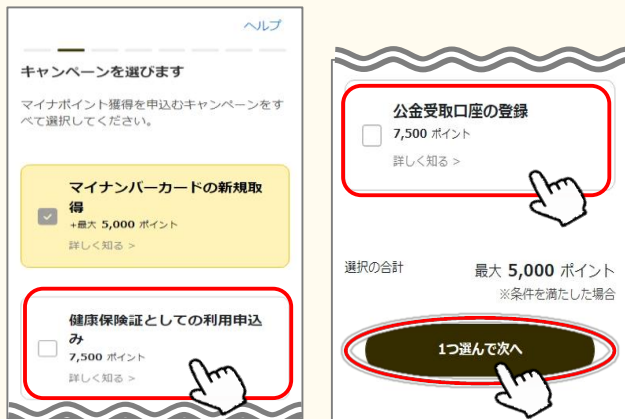 ヘルプ
キャンペーンを選びます
マイナポイント獲得を申込むキャンペーンをす
べて選択してください。
マイナンバーカードの新規取
得
+最大 5,000 ポイント
詳しく知る >
健康保険証としての利用申込
み
7,500 ポイント
詳しく知る >
公金受取口座の登録
7,500 ポイント
詳しく知る >
選択の合計
最大 5,000 ポイント
※条件を満たした場合
1つ選んで次へ